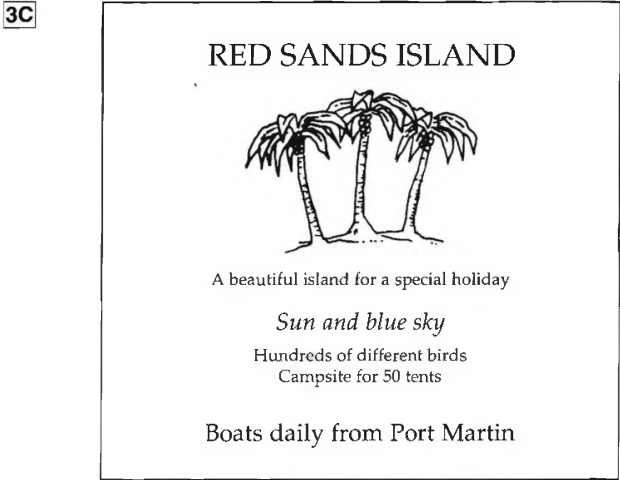 3C
RED SANDS ISLAND
A beautiful island for a special holiday
Sun and blue sky
Hundreds of different birds
Campsite for 50 tents
Boats daily from Port Martin